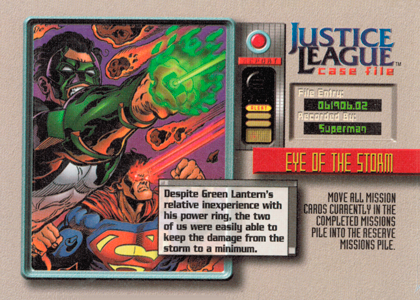 JUSTICE
LEAGUE™
case file
REPORT
File Entry:
061906.02
Recorded By:
Superman
EYE OF THE STORM
Despite Green Lantern's
relative inexperience with
his power ring, the two
of us were easily able to
keep the damage from the
storm to a minimum.
MOVE ALL MISSION
CARDS CURRENTLY IN THE
COMPLETED MISSIONS
PILE INTO THE RESERVE
MISSIONS PILE.